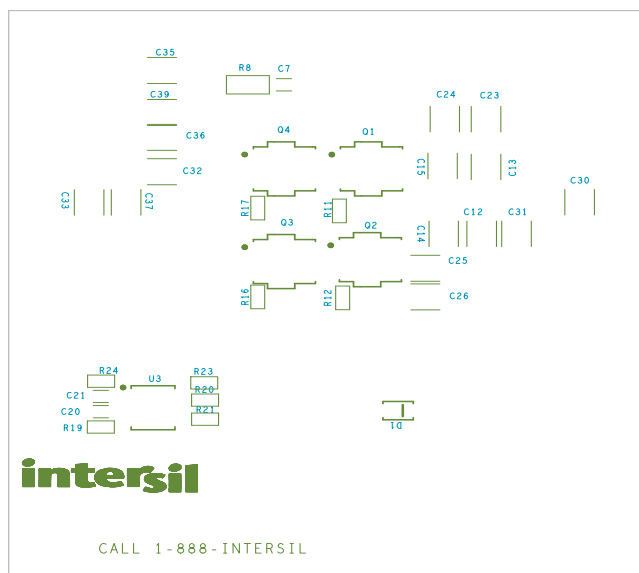 C35
R8
C7
C39
C24
C23
Q4
Q1
C36
C32
C15
C13
C33
C37
R17
R11
C30
C12
C31
Q3
Q2
C14
C25
R16
R12
C26
R24
U3
R23
C21
R20
C20
R21
R19
D1
intersil
CALL 1-888-INTERSIL